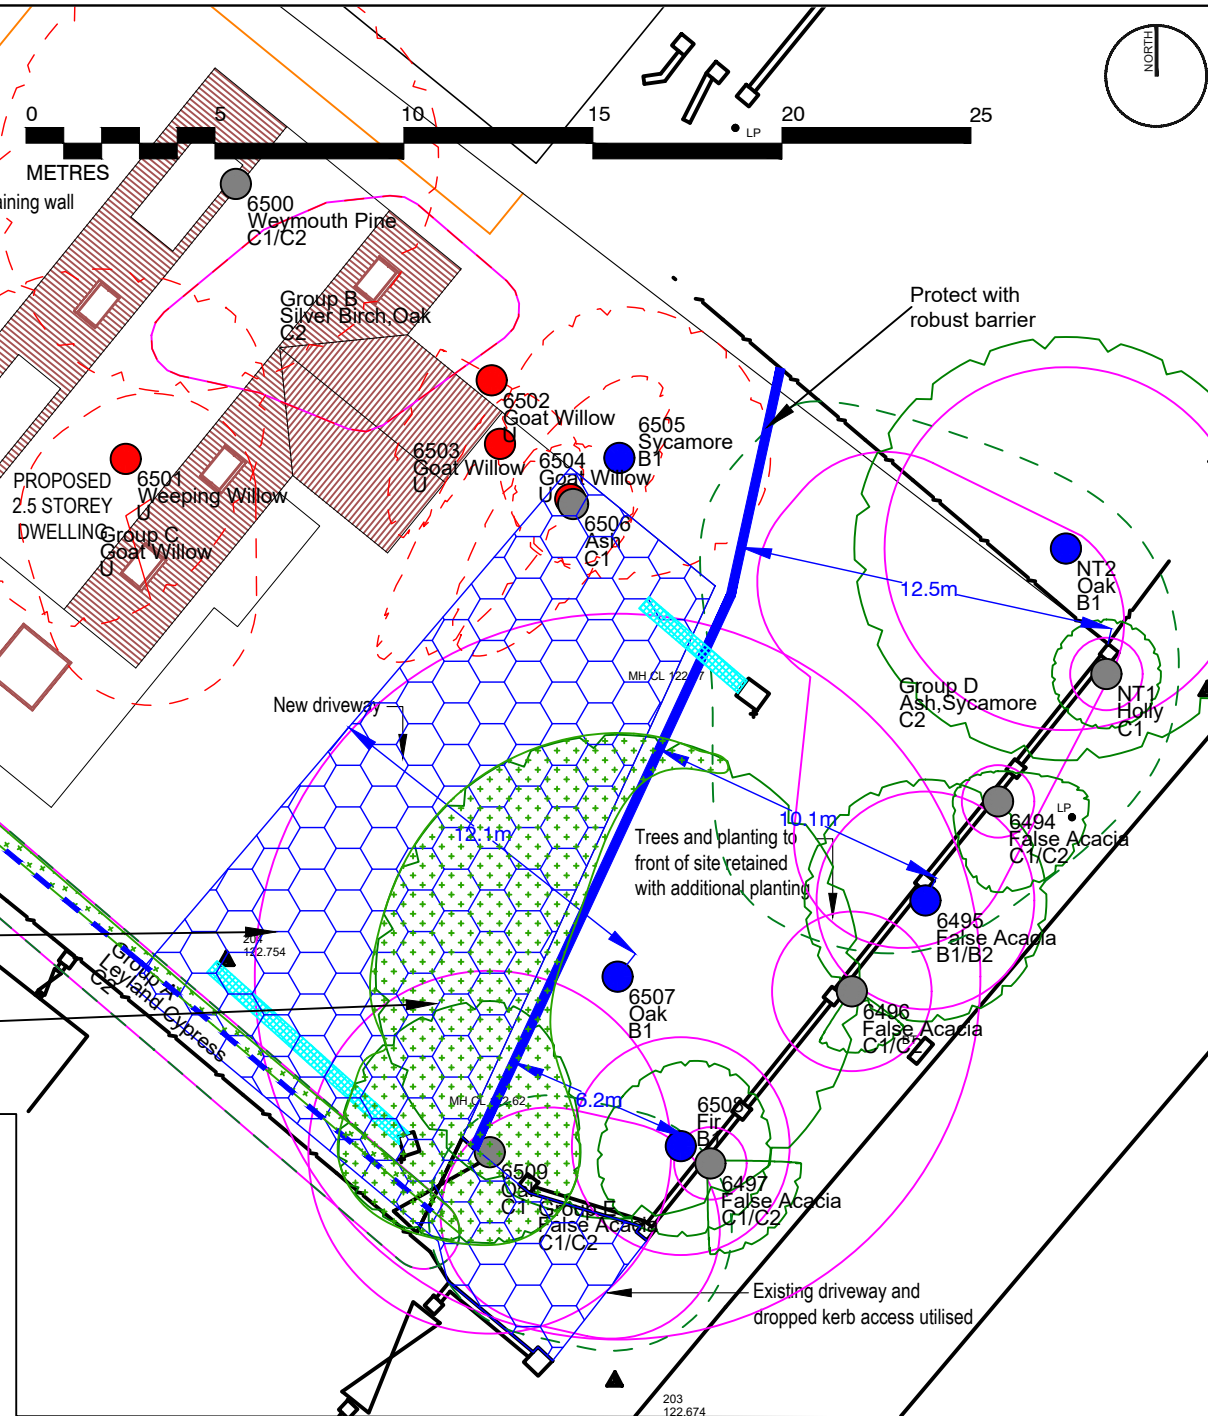 NORTH
0 5 10 15 20 25
METRES
LP
aining wall
6500
Weymouth Pine
C1/C2
Group B
Silver Birch,Oak
C2
Protect with
robust barrier
6502
Goat Willow
U
6503
Goat Willow
U
6504
Goat Willow
U
6505
Sycamore
B1
6506
Ash
C1
PROPOSED
2.5 STOREY
DWELLING
6501
Weeping Willow
U
Group C
Goat Willow
U
NT2
Oak
B1
12.5m
MH CL 122.
Group D
Ash,Sycamore
C2
NT1
Holly
C1
New driveway
12.1m
10.1m
Trees and planting to
front of site retained
with additional planting
LP
6494
False Acacia
C1/C2
6495
False Acacia
B1/B2
204
122.754
Group A
Leyland Cypress
C2
6507
Oak
B1
6496
False Acacia
C1/C2
MH CL 122.62
6.2m
6508
Fir
B1
6509
Oak
C1
Group E
False Acacia
C1/C2
6497
False Acacia
C1/C2
Existing driveway and
dropped kerb access utilised
203
122.674